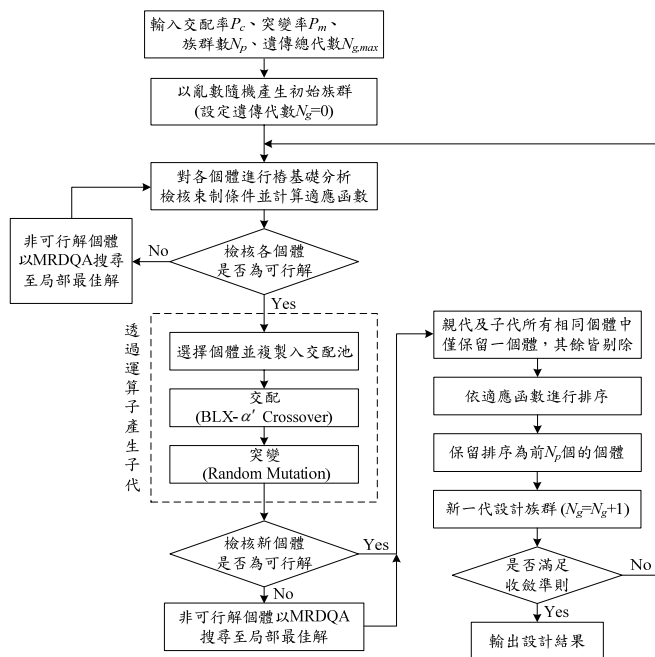 輸入交配率Pc、突變率Pm、
族群數Np、遺傳總代數Ng,max
以亂數隨機產生初始族群
(設定遺傳代數Ng=0)
對各個體進行樁基礎分析
檢核束制條件並計算適應函數
非可行解個體
以MRDQA搜尋
至局部最佳解
No
檢核各個體
是否為可行解
Yes
透過運算子產生子代
選擇個體並複製入交配池
交配
(BLX-α' Crossover)
突變
(Random Mutation)
檢核新個體
是否為可行解
Yes
No
非可行解個體以MRDQA
搜尋至局部最佳解
親代及子代所有相同個體中
僅保留一個體，其餘皆剔除
依適應函數進行排序
保留排序為前Np個的個體
新一代設計族群(Ng=Ng+1)
是否滿足
收斂準則
No
Yes
輸出設計結果